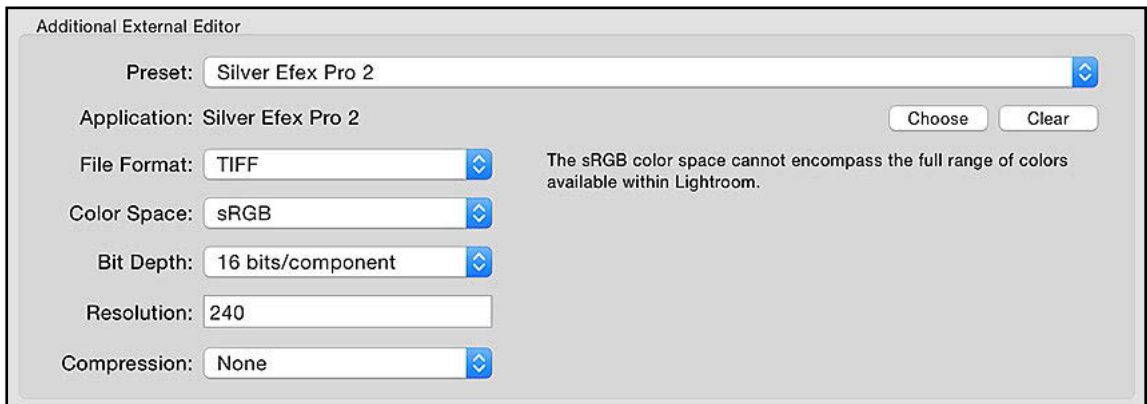 Additional External Editor
Preset: Silver Efex Pro 2
Application: Silver Efex Pro 2 Choose Clear
File Format: TIFF
The sRGB color space cannot encompass the full range of colors
available within Lightroom.
Color Space: sRGB
Bit Depth: 16 bits/component
Resolution: 240
Compression: None